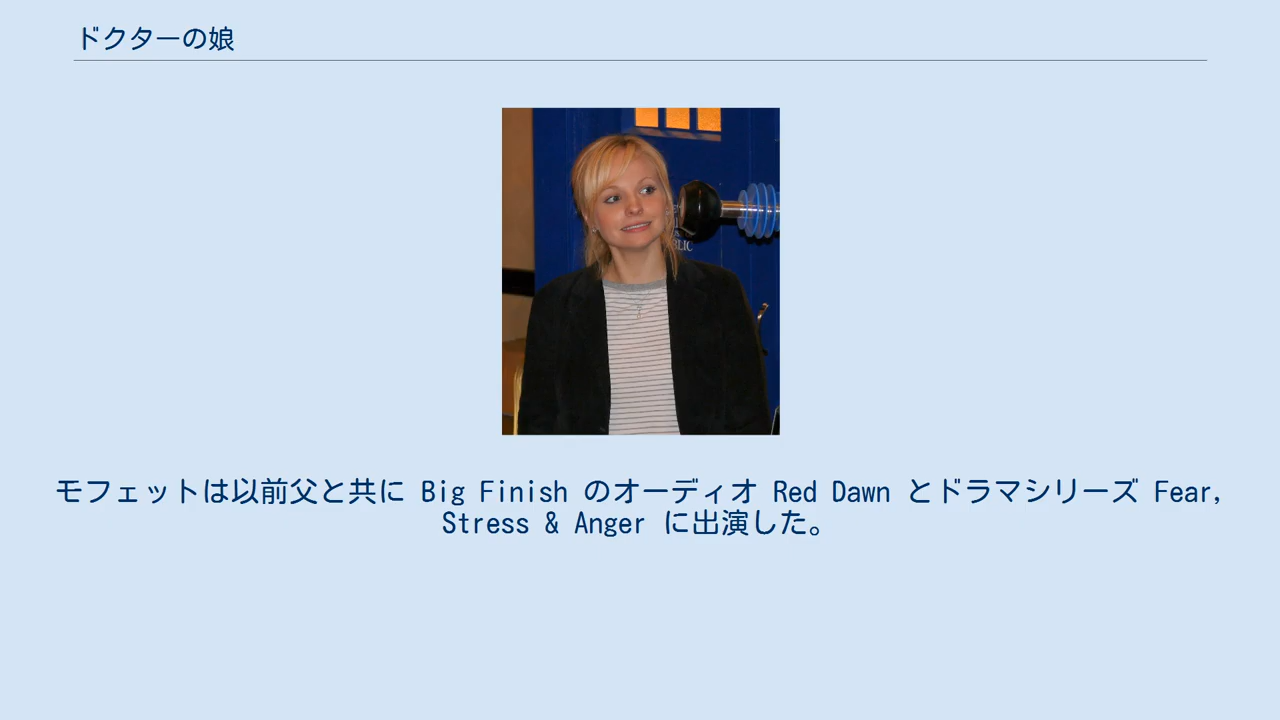 ドクターの娘
BLIC
モフェットは以前父と共に Big Finish のオーディオ Red Dawn とドラマシリーズ Fear,
Stress & Anger に出演した。